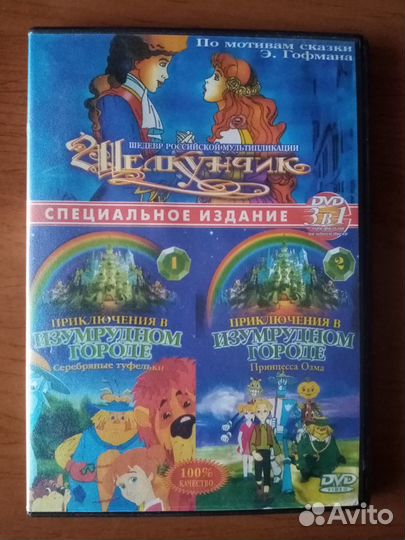 По мотивам сказки
Э. Гофмана
ШЕДЕВР РОССИЙСКОЙ МУЛЬТИПЛИКАЦИИ
Щелкунчик
DVD
3в1
СПЕЦИАЛЬНОЕ ИЗДАНИЕ
1
ПРИКЛЮЧЕНИЯ В
ИЗУМРУДНОМ
ГОРОДЕ
Серебряные туфельки
2
ПРИКЛЮЧЕНИЯ В
ИЗУМРУДНОМ
ГОРОДЕ
Принцесса Озма
100%
КАЧЕСТВО
DVD
VIDEO
Avito